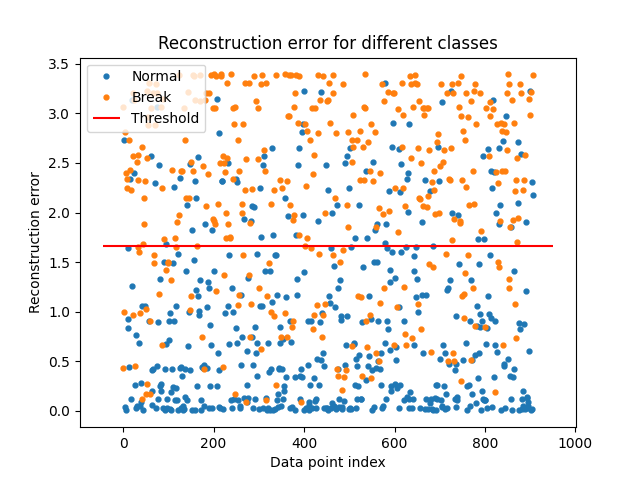 Reconstruction error for different classes
Normal
Break
Threshold
Reconstruction error
3.5
3.0
2.5
2.0
1.5
1.0
0.5
0.0
0
200
400
600
800
1000
Data point index